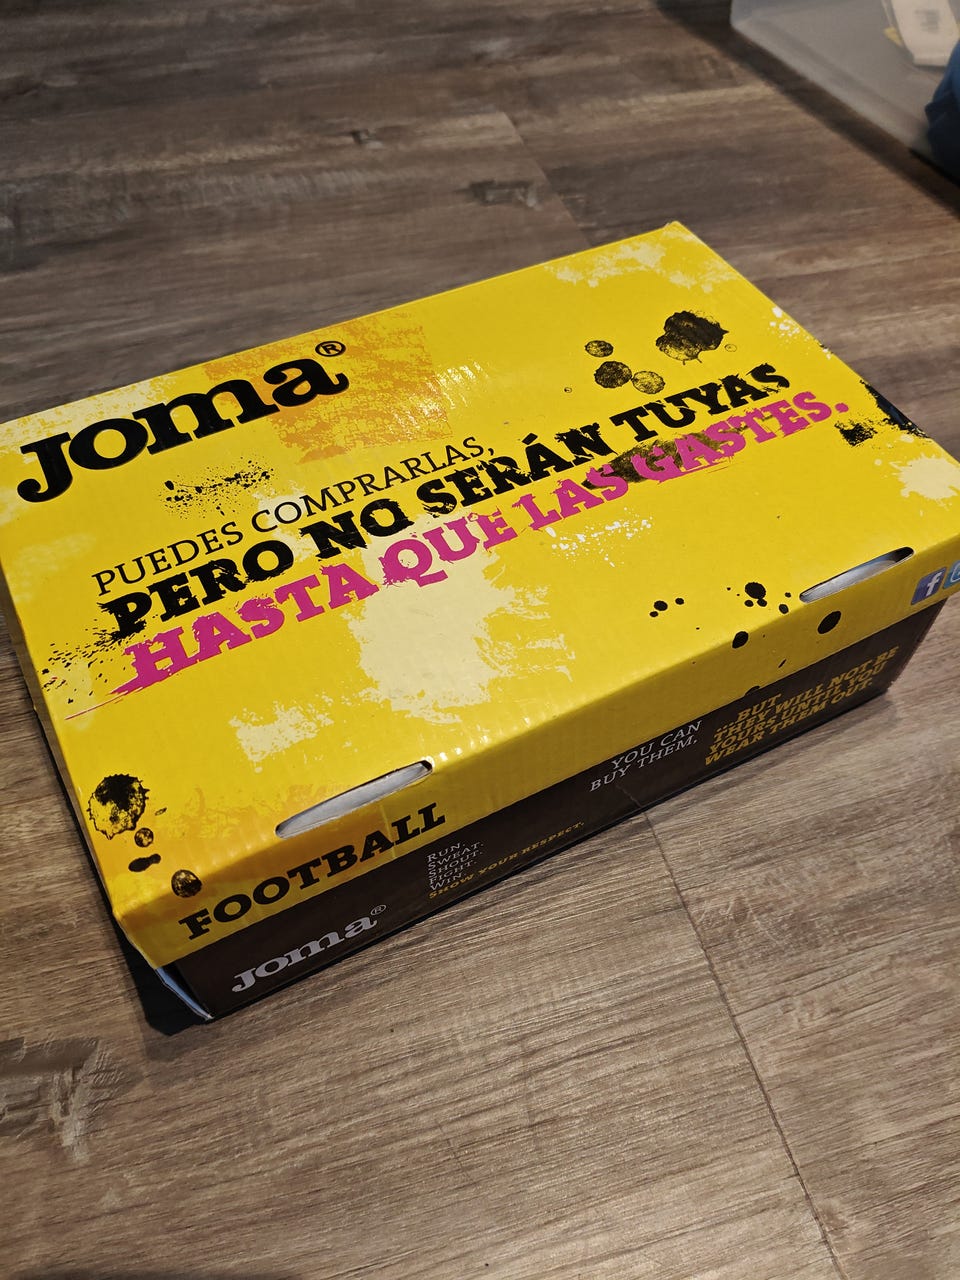 Joma®
PUEDES COMPRARLAS,
PERO NO SERÁN TUYAS
HASTA QUE LAS GASTES.
f
FOOTBALL
Joma®
RUN.
SWEAT.
SHOUT.
FIGHT.
WIN.
SHOW YOUR RESPECT.
YOU CAN
BUY THEM,
...BUT
THEY WILL NOT BE
YOURS UNTIL YOU
WEAR THEM OUT.